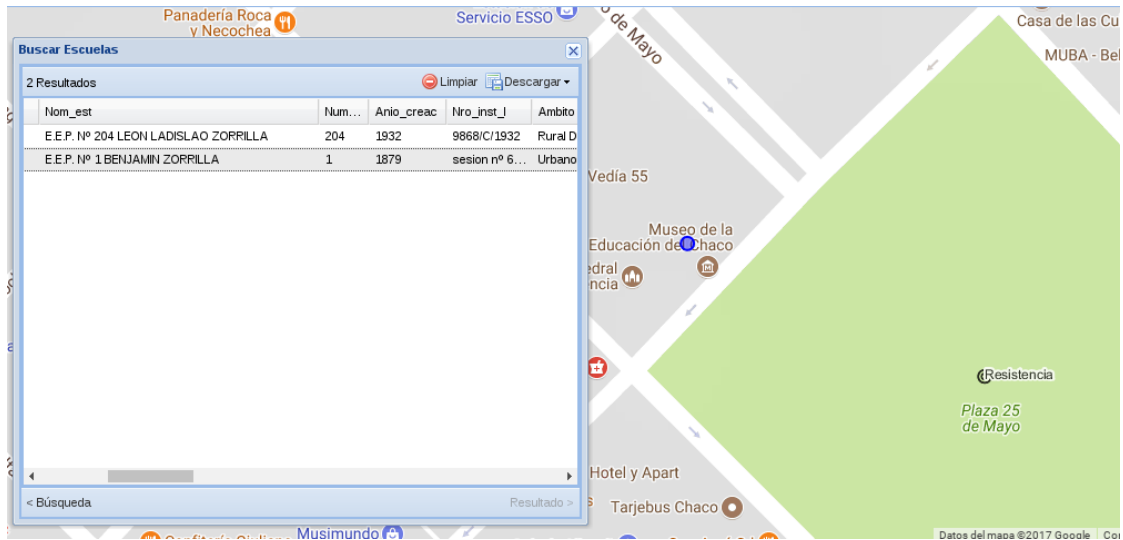 Panadería Roca
y Necochea
Servicio ESSO
de Mayo
Casa de las Cu
MUBA - Bel
Buscar Escuelas
2 Resultados
Limpiar
Descargar
Nom_est Num... Anio_creac Nro_inst_l Ambito
E.E.P. Nº 204 LEON LADISLAO ZORRILLA 204 1932 9868/C/1932 Rural D
E.E.P. Nº 1 BENJAMIN ZORRILLA 1 1879 sesion nº 6... Urbano
Vedía 55
Museo de la
Educación del Chaco
edral
ncia
Resistencia
Plaza 25
de Mayo
Hotel y Apart
Tarjebus Chaco
< Búsqueda
Resultado >
Musimundo
Datos del mapa ©2017 Google